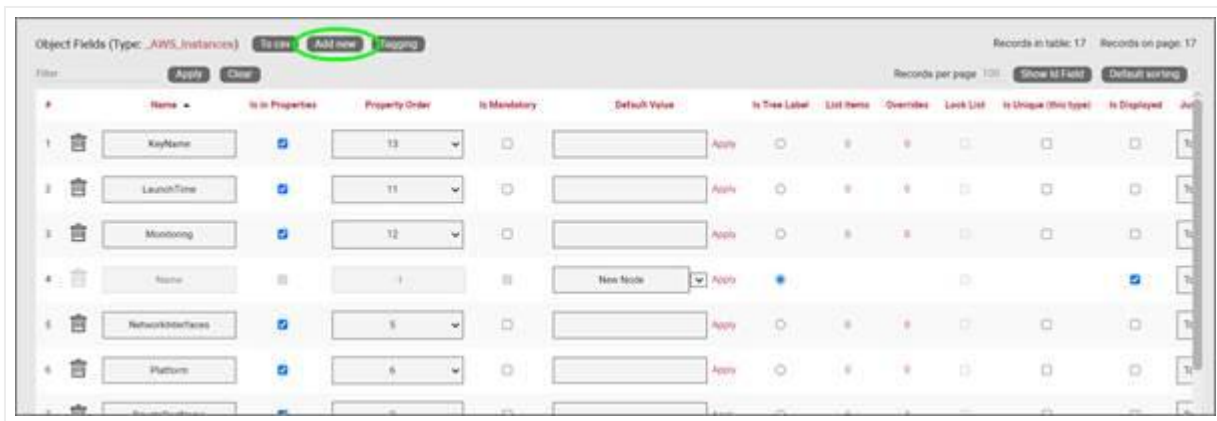 Object Fields (Type: _AWS_Instances) To csv Add new Tagging Records in table: 17 Records on page: 17
Filter Apply Clear Records per page 100 Show Id Field Default sorting
# Name Is in Properties Property Order Is Mandatory Default Value Is Tree Label List Items Overrides Lock List Is Unique (this type) Is Displayed
1 KeyName 13 Apply 0 0
2 LaunchTime 11 Apply 0 0
3 Monitoring 12 Apply 0 0
4 Name -1 New Node Apply
5 NetworkInterfaces 5 Apply 0 0
6 Platform 6 Apply 0 0